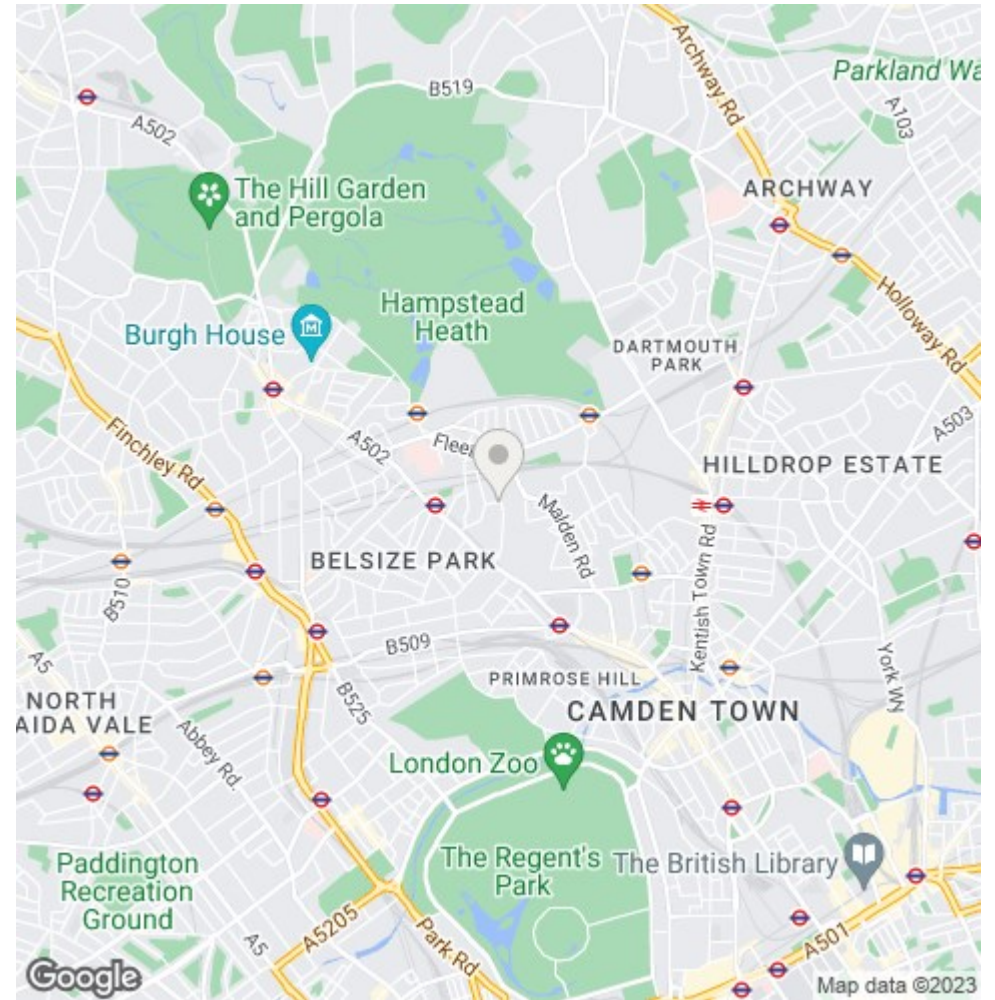 Archway Rd
Parkland Wa
B519
A502
A103
The Hill Garden
and Pergola
ARCHWAY
Hampstead
Heath
Burgh House
Holloway Rd
DARTMOUTH
PARK
Finchley Rd
A502
Flee
A503
HILLDROP ESTATE
Malden Rd
BELSIZE PARK
Kentish Town Rd
B510
B509
A5
PRIMROSE HILL
York WY
NORTH
AIDA VALE
B525
CAMDEN TOWN
Abbey Rd.
London Zoo
The Regent's
Park
The British Library
Paddington
Recreation
Ground
A5205
A5
Park Rd
A501
Google
Map data ©2023